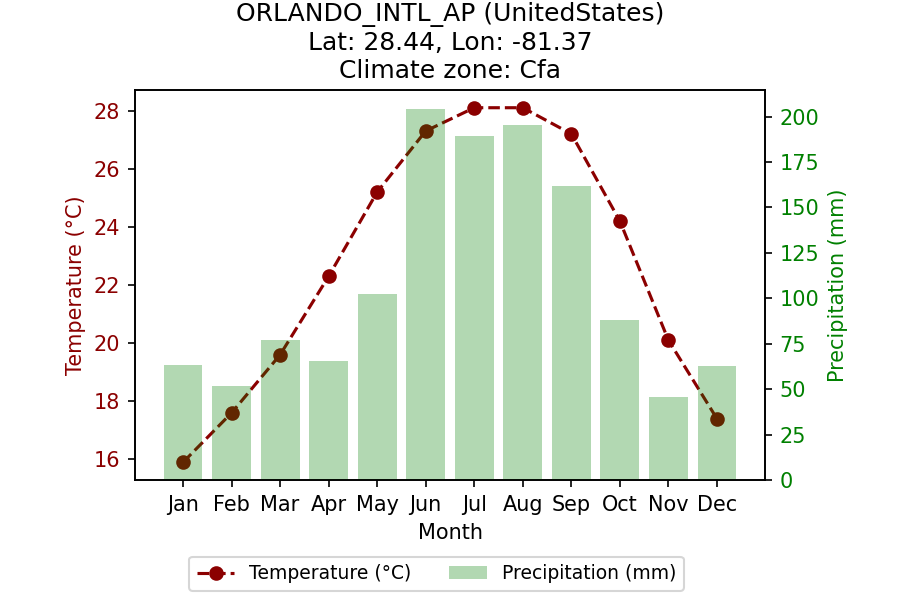 ORLANDO_INTL_AP (UnitedStates)
Lat: 28.44, Lon: -81.37
Climate zone: Cfa
28
26
24
22
20
18
16
Temperature (°C)
200
175
150
125
100
75
50
25
0
Precipitation (mm)
Jan Feb Mar Apr May Jun Jul Aug Sep Oct Nov Dec
Month
Temperature (°C) Precipitation (mm)